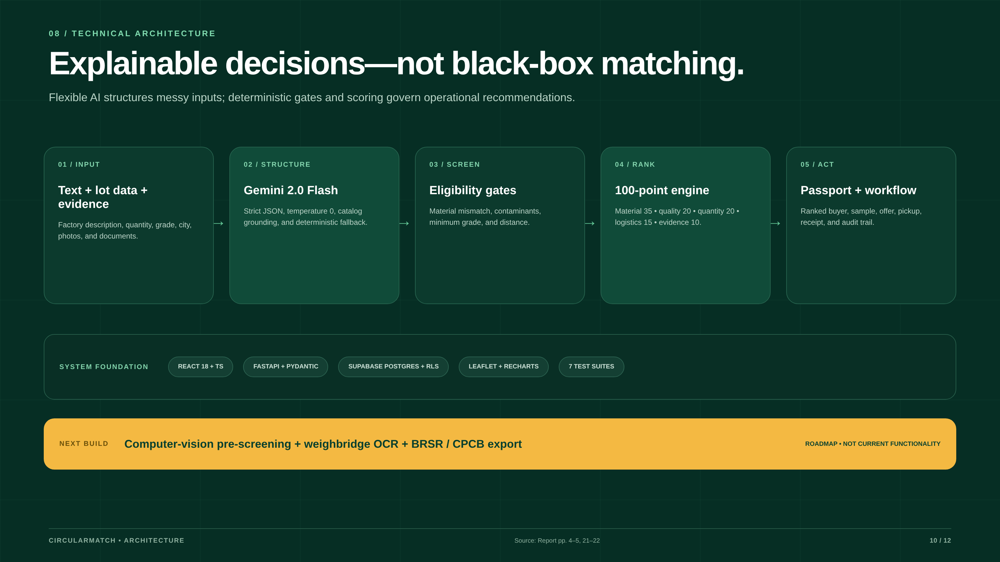 08 / TECHNICAL ARCHITECTURE
Explainable decisions—not black-box matching.
Flexible AI structures messy inputs; deterministic gates and scoring govern operational recommendations.
01 / INPUT
Text + lot data +
evidence
Factory description, quantity, grade, city,
photos, and documents.
→
02 / STRUCTURE
Gemini 2.0 Flash
Strict JSON, temperature 0, catalog
grounding, and deterministic fallback.
→
03 / SCREEN
Eligibility gates
Material mismatch, contaminants,
minimum grade, and distance.
→
04 / RANK
100-point engine
Material 35 • quality 20 • quantity 20 •
logistics 15 • evidence 10.
→
05 / ACT
Passport + workflow
Ranked buyer, sample, offer, pickup,
receipt, and audit trail.
SYSTEM FOUNDATION
REACT 18 + TS
FASTAPI + PYDANTIC
SUPABASE POSTGRES + RLS
LEAFLET + RECHARTS
7 TEST SUITES
NEXT BUILD
Computer-vision pre-screening + weighbridge OCR + BRSR / CPCB export
ROADMAP • NOT CURRENT FUNCTIONALITY
CIRCULARMATCH • ARCHITECTURE
Source: Report pp. 4–5, 21–22
10 / 12